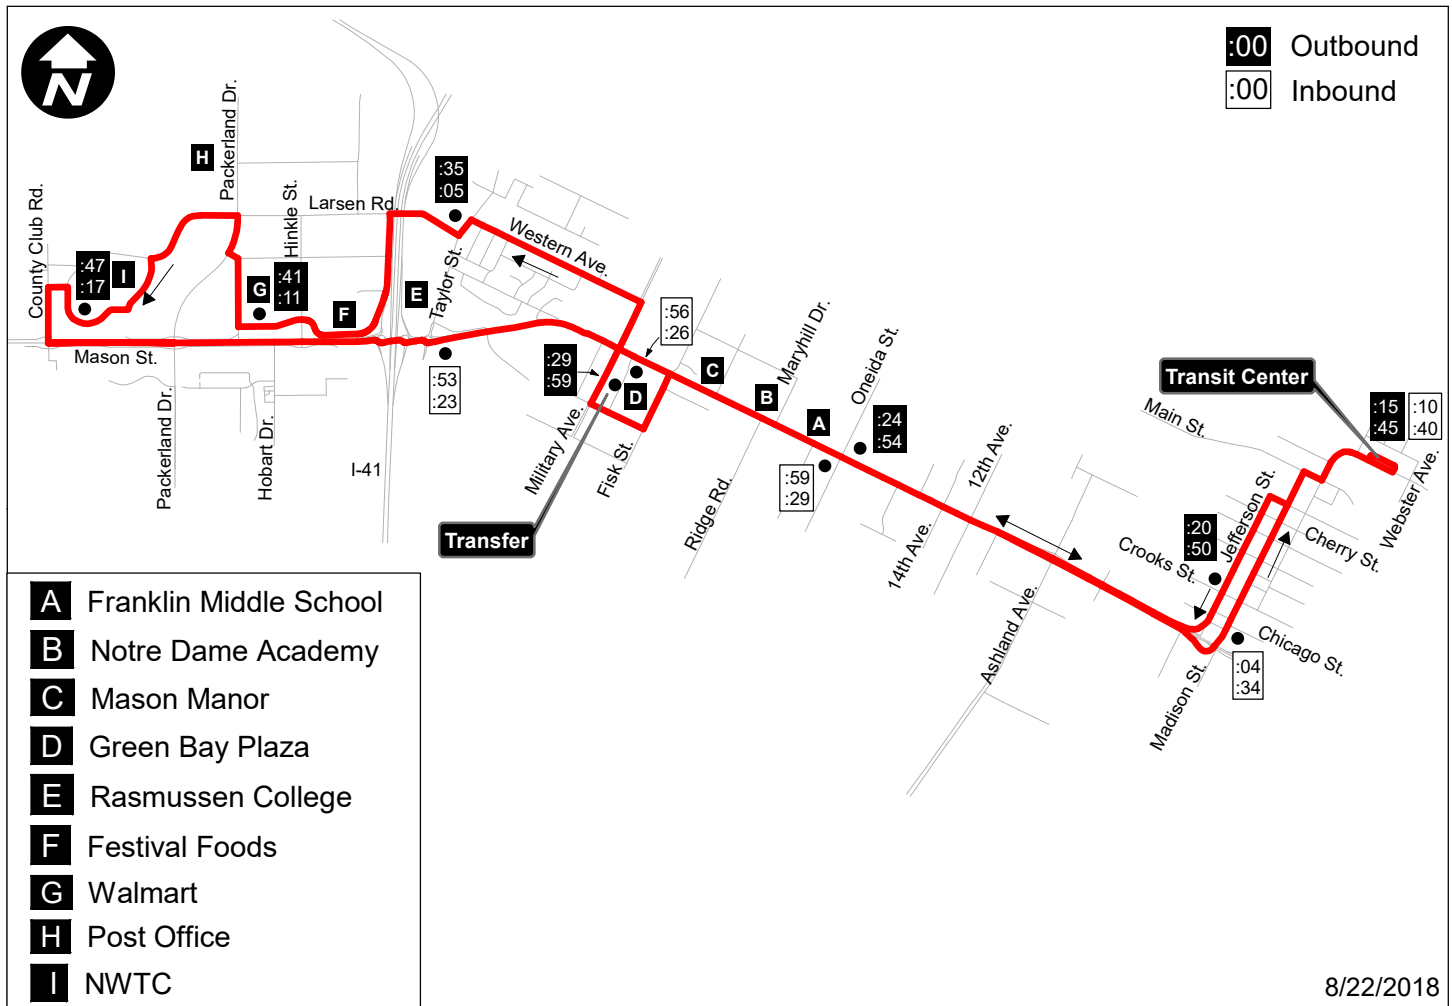 N
:00 Outbound
:00 Inbound
H
Packerland Dr.
Hinkle St.
Larsen Rd.
:35
:05
Western Ave.
County Club Rd.
:47
:17
I
G
:41
:11
F
E
Taylor St.
Mason St.
:53
:23
:29
:59
:56
:26
D
C
B
A
Maryhill Dr.
Oneida St.
:24
:54
:59
:29
Packerland Dr.
Hobart Dr.
I-41
Military Ave.
Fisk St.
Transfer
Ridge Rd.
14th Ave.
12th Ave.
Ashland Ave.
Transit Center
Main St.
:15
:45
:10
:40
Webster Ave.
Jefferson St.
:20
:50
Crooks St.
Cherry St.
Chicago St.
:04
:34
Madison St.
A Franklin Middle School
B Notre Dame Academy
C Mason Manor
D Green Bay Plaza
E Rasmussen College
F Festival Foods
G Walmart
H Post Office
I NWTC
8/22/2018